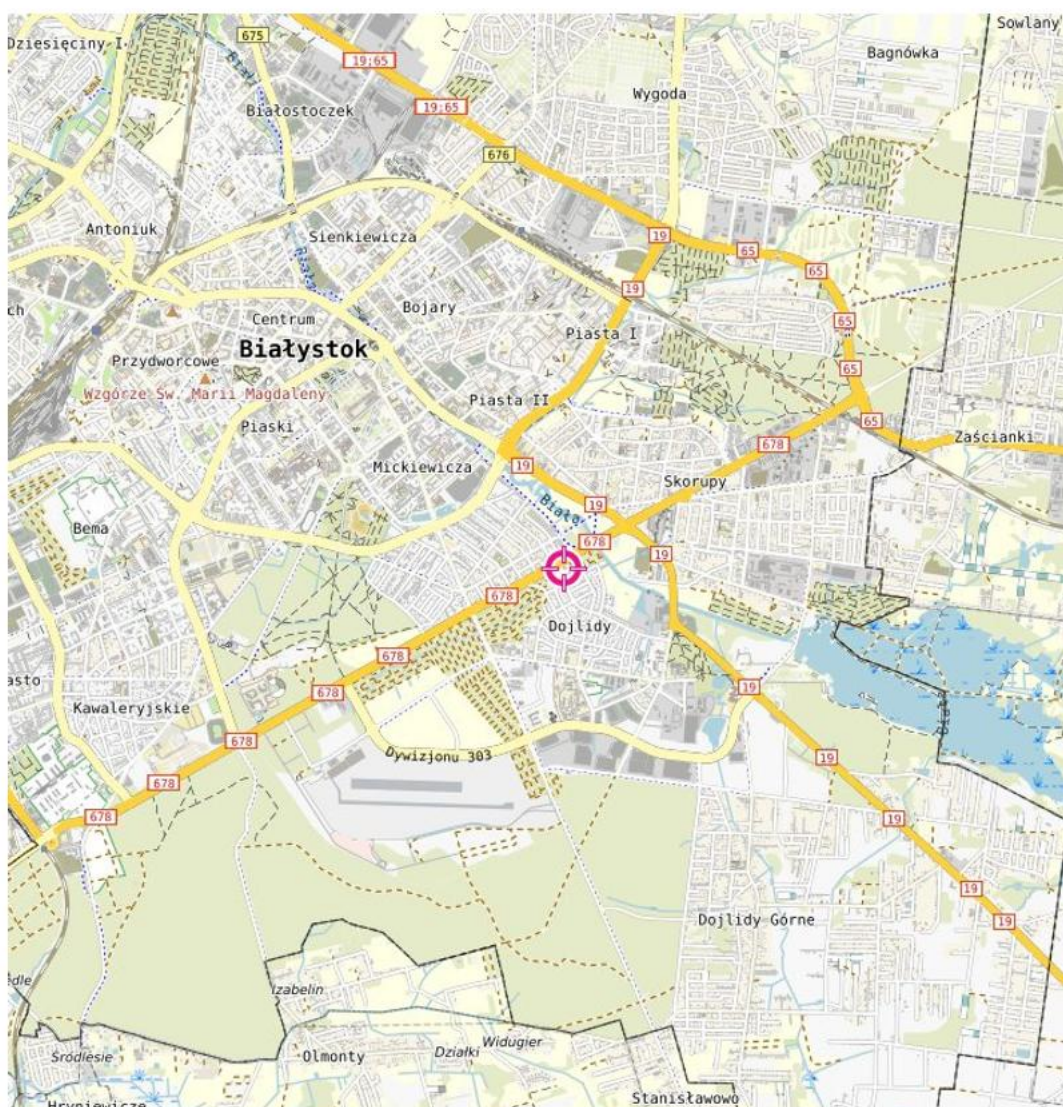 Sowlany
Dziesięciny I
675
Bagnówka
19;65
Wygoda
Białostoczek
19;65
676
Antoniuk
Sienkiewicza
19
65
65
19
Bojary
Centrum
65
Piasta I
Białystok
Przydworcowe
65
Wzgórze Św. Marii Magdaleny
Piasta II
65
Piaski
Zaścianki
678
Mickiewicza
19
Skorupy
Biała
19
Bema
678
19
678
Dojlidy
678
678
19
Kawaleryjskie
678
Dywizjonu 303
19
678
678
19
19
Dojlidy Górne
19
Izabelin
Widugier
Śródlesie
Olmonty
Działki
Stanisławowo
Hryniewicze